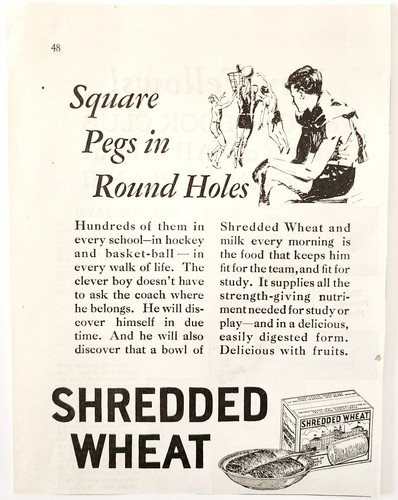 48
Square
Pegs in
Round Holes
Hundreds of them in
every school—in hockey
and basket-ball — in
every walk of life. The
clever boy doesn't have
to ask the coach where
he belongs. He will dis-
cover himself in due
time. And he will also
discover that a bowl of
Shredded Wheat and
milk every morning is
the food that keeps him
fit for the team, and fit for
study. It supplies all the
strength-giving nutri-
ment needed for study or
play—and in a delicious,
easily digested form.
Delicious with fruits.
SHREDDED
WHEAT
SHREDDED WHEAT